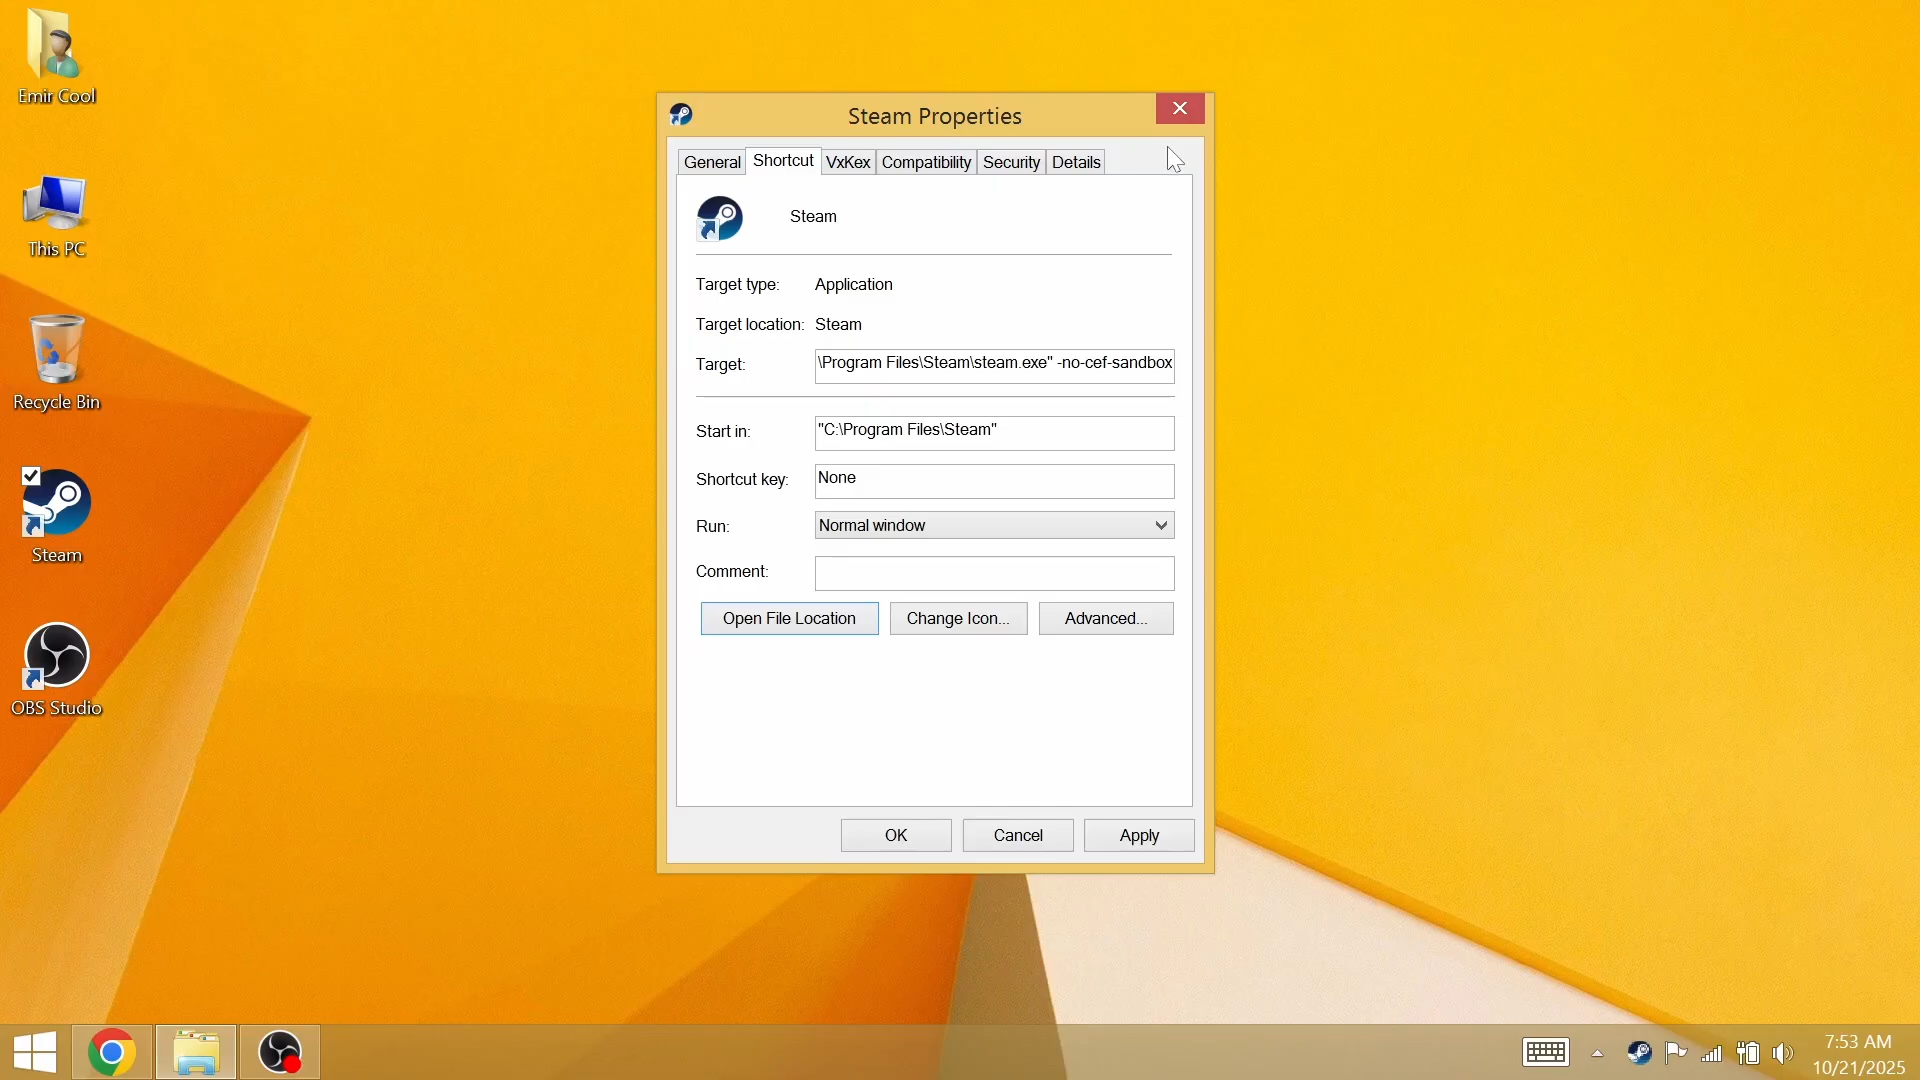 Emir Cool
This PC
Recycle Bin
Steam
OBS Studio
Steam Properties
General Shortcut VxKex Compatibility Security Details
Steam
Target type: Application
Target location: Steam
Target: \Program Files\Steam\steam.exe" -no-cef-sandbox
Start in: "C:\Program Files\Steam"
Shortcut key: None
Run: Normal window
Comment:
Open File Location Change Icon... Advanced...
OK Cancel Apply
7:53 AM
10/21/2025